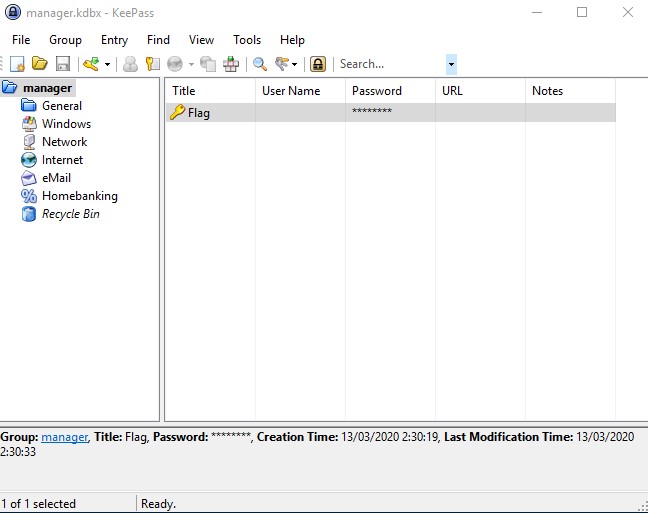 manager.kdbx - KeePass
File Group Entry Find View Tools Help
Search...
manager
General
Windows
Network
Internet
eMail
Homebanking
Recycle Bin
Title User Name Password URL Notes
Flag ********
Group: manager, Title: Flag, Password: ********, Creation Time: 13/03/2020 2:30:19, Last Modification Time: 13/03/2020
2:30:33
1 of 1 selected Ready.